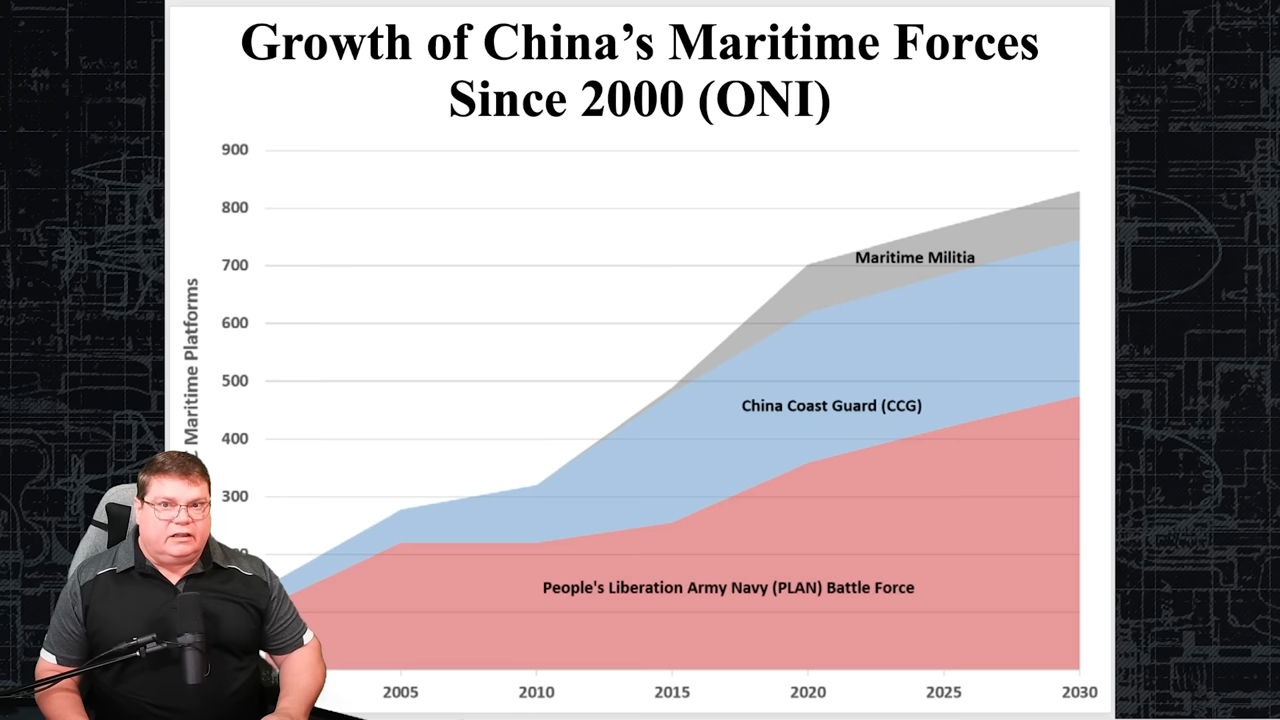 Growth of China's Maritime Forces
Since 2000 (ONI)
900
800
700
600
500
400
300
Maritime Platforms
Maritime Militia
China Coast Guard (CCG)
People's Liberation Army Navy (PLAN) Battle Force
2005
2010
2015
2020
2025
2030